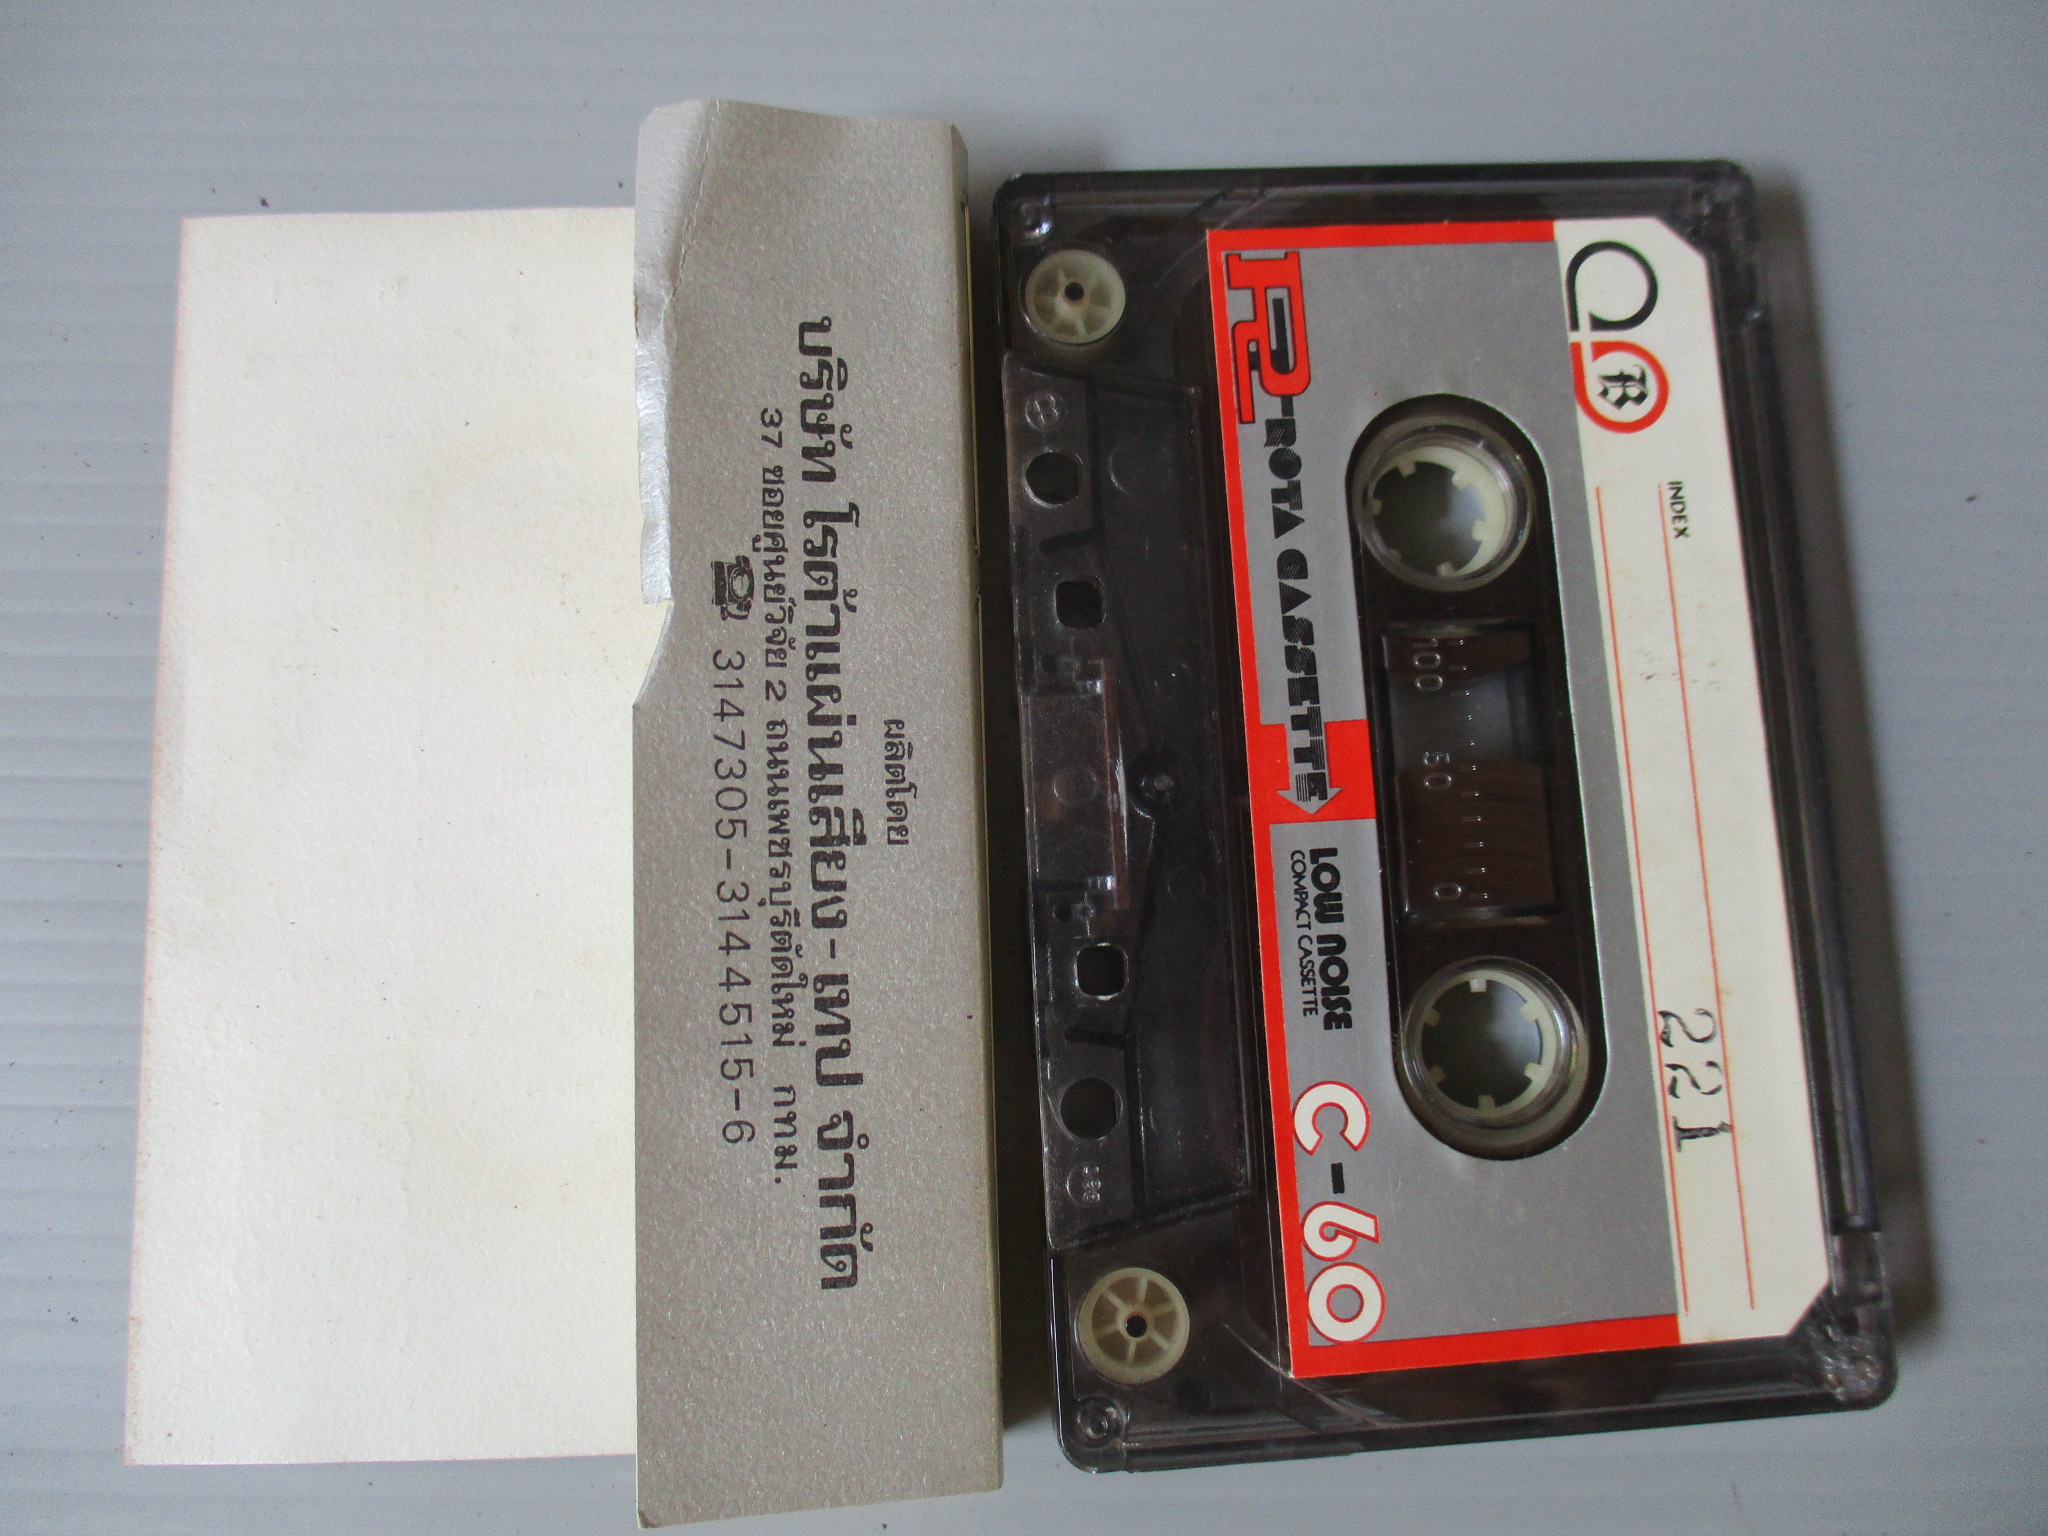 ผลิตโดย
บริษัท โรต้าแผ่นเสียง-เทป จำกัด
37 ซอยศูนย์วิจัย 2 ถนนเพชรบุรีตัดใหม่ กทม.
☎ 3147305-3144515-6
B
INDEX
221
100 50 0
R-ROTA CASSETTE
LOW NOISE
COMPACT CASSETTE
C-60